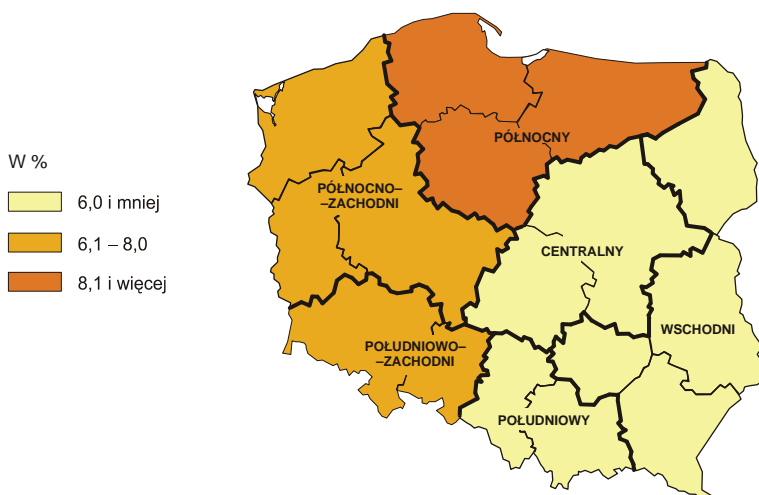 W %
6,0 i mniej
6,1 – 8,0
8,1 i więcej
PÓŁNOCNY
PÓŁNOCNO–
–ZACHODNI
CENTRALNY
WSCHODNI
POŁUDNIOWO–
–ZACHODNI
POŁUDNIOWY